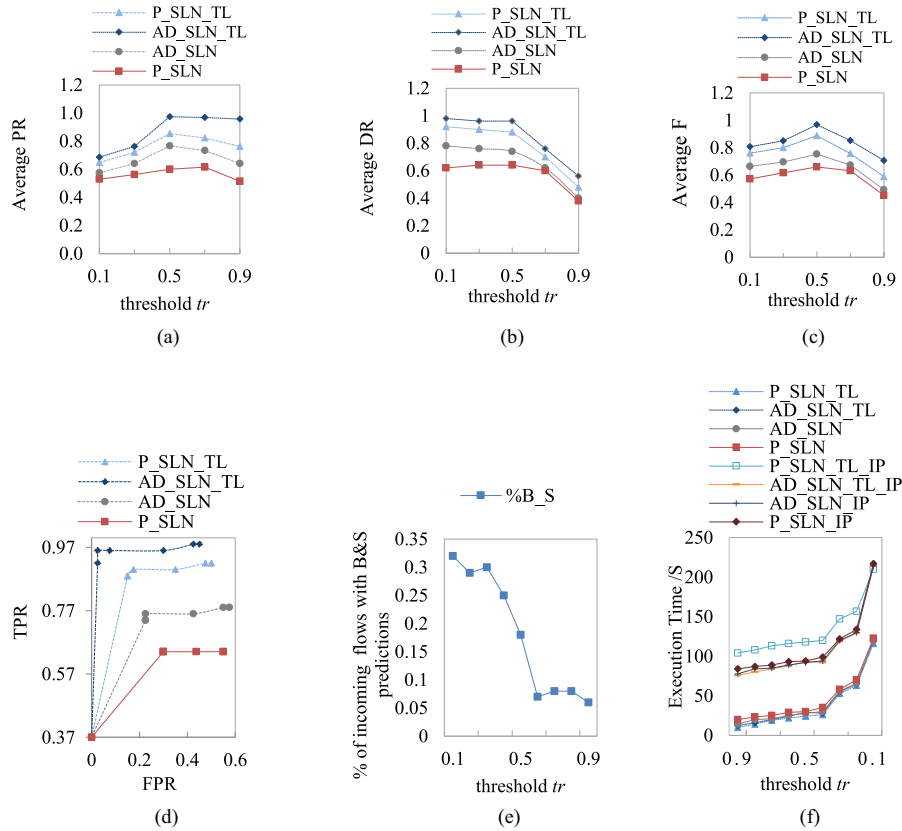 P_SLN_TL
AD_SLN_TL
AD_SLN
P_SLN
1.2
1.0
0.8
0.6
0.4
0.2
0.0
Average PR
0.1
0.5
0.9
threshold tr
(a)
P_SLN_TL
AD_SLN_TL
AD_SLN
P_SLN
1.2
1
0.8
0.6
0.4
0.2
0
Average DR
0.1
0.5
0.9
threshold tr
(b)
P_SLN_TL
AD_SLN_TL
AD_SLN
P_SLN
1.2
1
0.8
0.6
0.4
0.2
0
Average F
0.1
0.5
0.9
threshold tr
(c)
P_SLN_TL
AD_SLN_TL
AD_SLN
P_SLN
0.97
0.77
0.57
0.37
TPR
0
0.2
0.4
0.6
FPR
(d)
%B_S
0.35
0.3
0.25
0.2
0.15
0.1
0.05
0
% of incoming flows with B&S
predictions
0.1
0.5
0.9
threshold tr
(e)
P_SLN_TL
AD_SLN_TL
AD_SLN
P_SLN
P_SLN_TL_IP
AD_SLN_TL_IP
AD_SLN_IP
P_SLN_IP
250
200
150
100
50
0
Execution Time /S
0.9
0.5
0.1
threshold tr
(f)